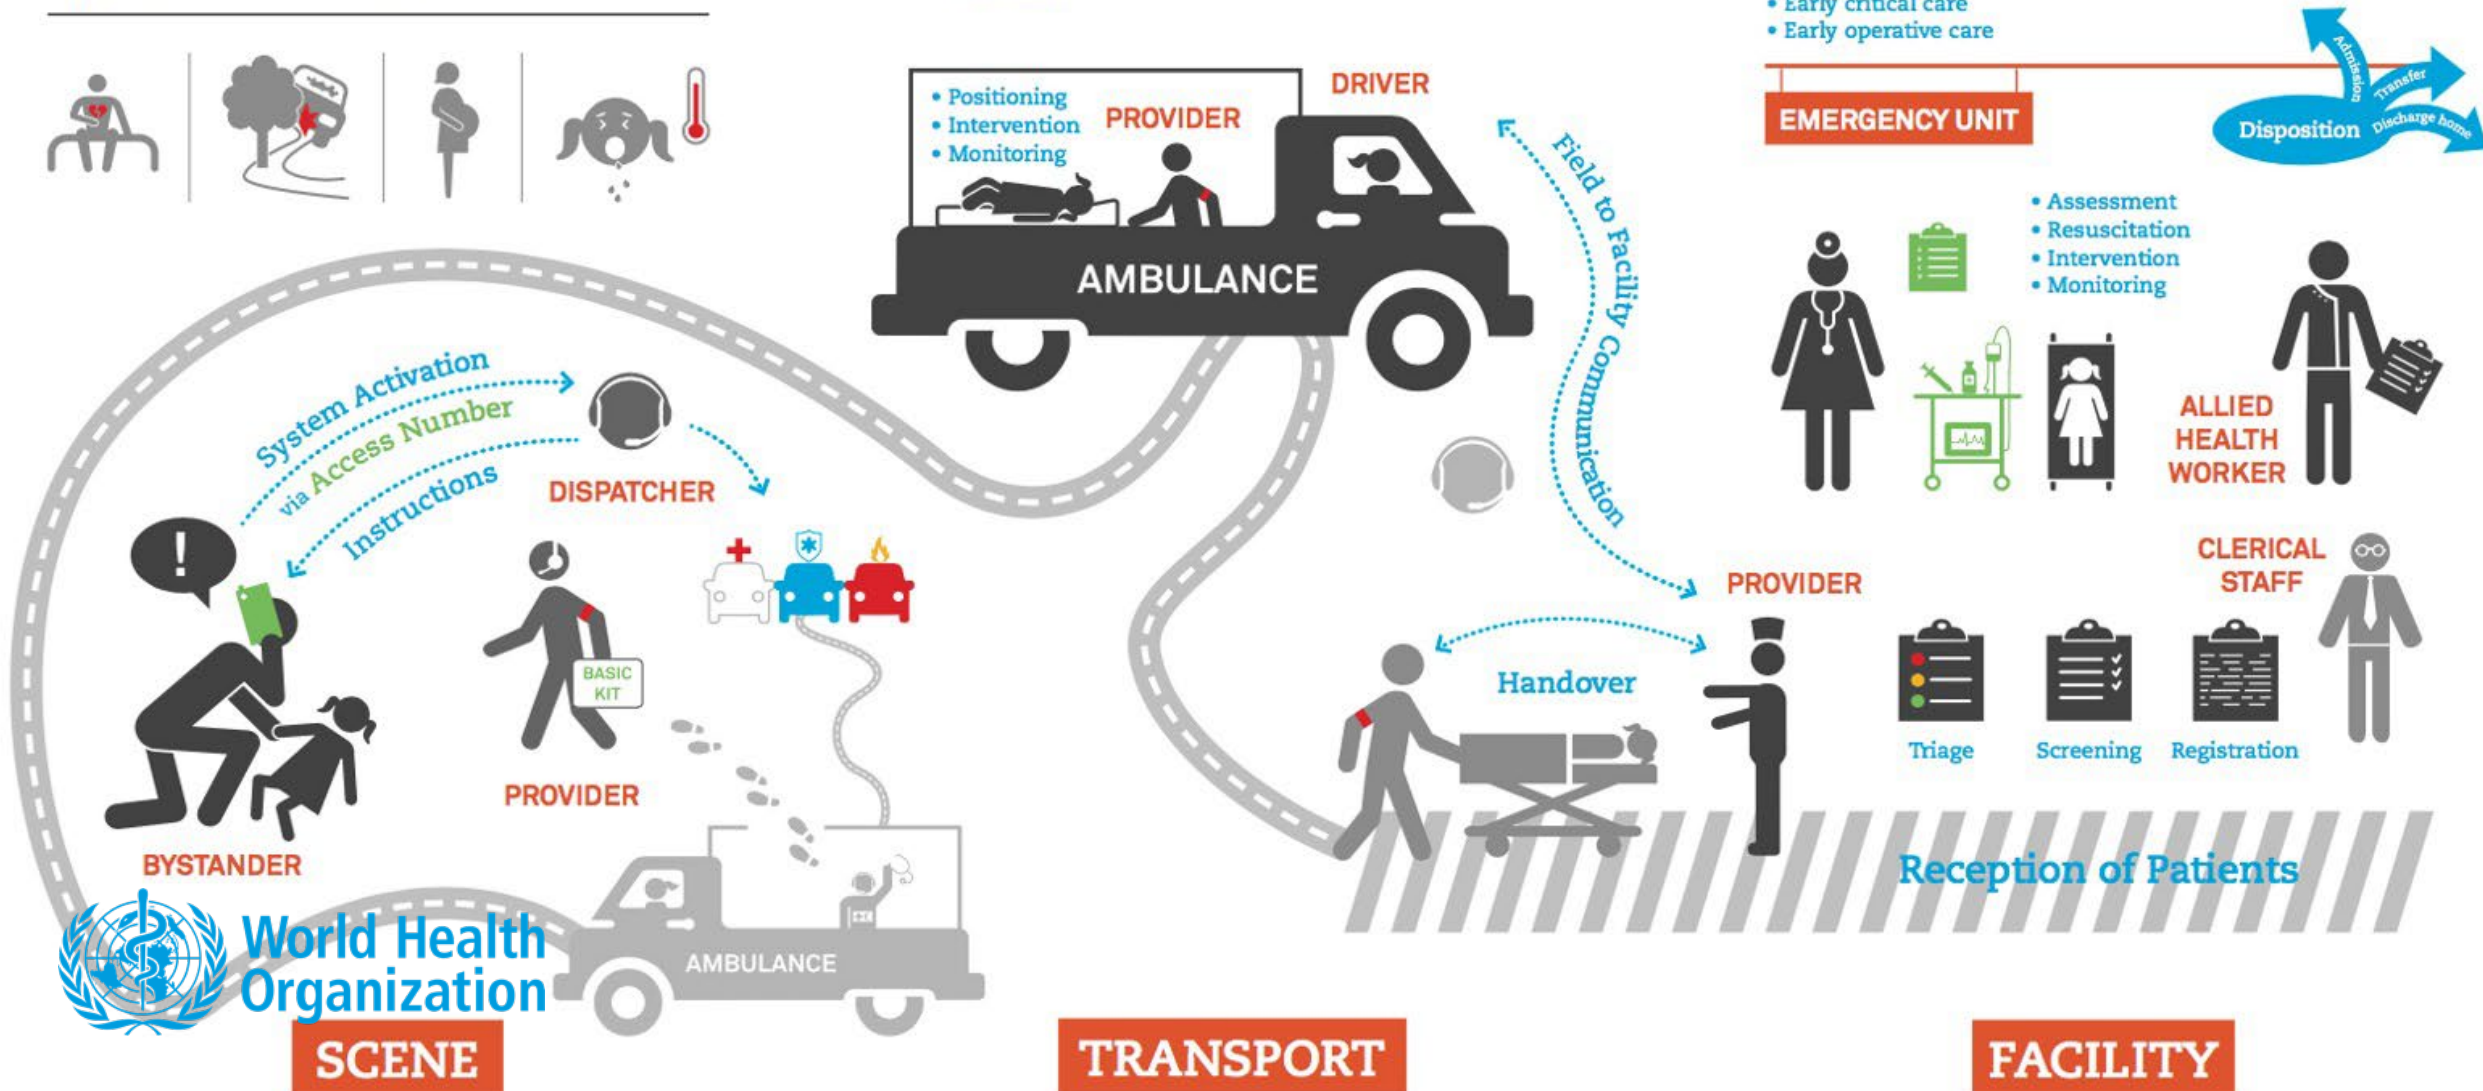 • Early critical care
• Early operative care
Admission
Transfer
Discharge home
Disposition
EMERGENCY UNIT
• Positioning
• Intervention
• Monitoring
PROVIDER
DRIVER
AMBULANCE
Field to Facility Communication
• Assessment
• Resuscitation
• Intervention
• Monitoring
ALLIED
HEALTH
WORKER
System Activation
via Access Number
Instructions
!
DISPATCHER
BASIC
KIT
PROVIDER
BYSTANDER
AMBULANCE
Handover
PROVIDER
CLERICAL
STAFF
Triage
Screening
Registration
Reception of Patients
World Health
Organization
SCENE
TRANSPORT
FACILITY